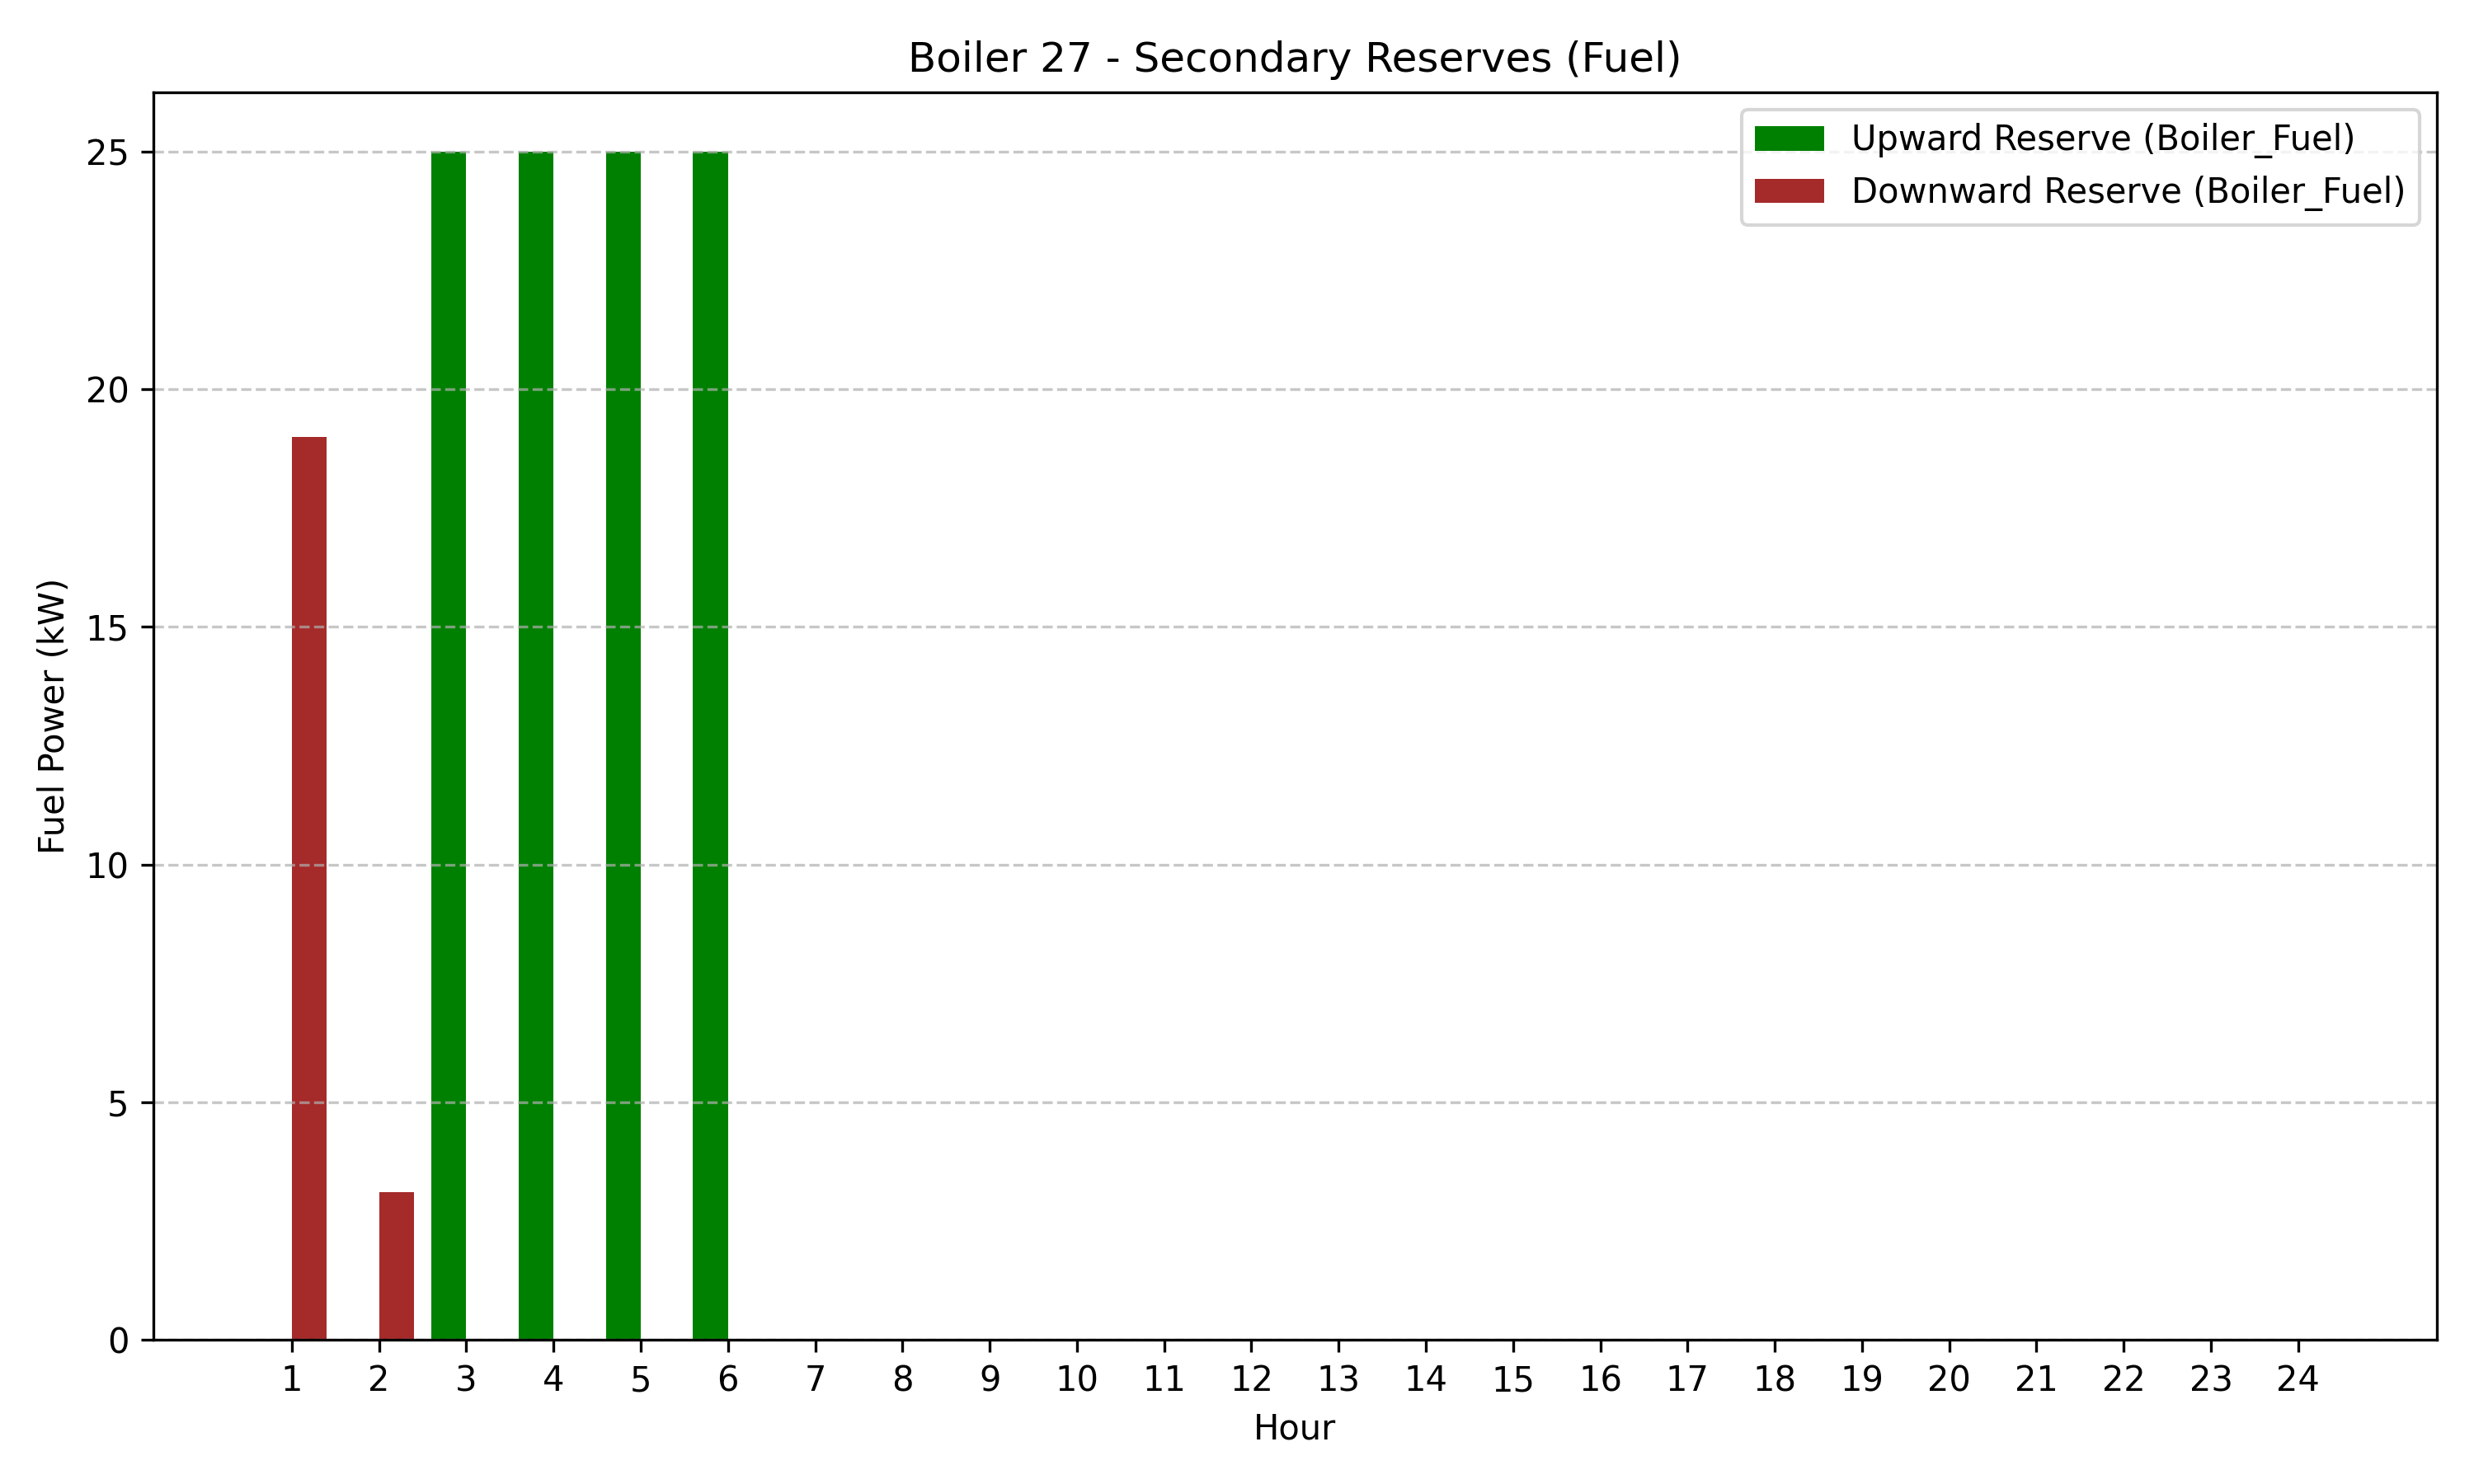 Boiler 27 - Secondary Reserves (Fuel)
Upward Reserve (Boiler_Fuel)
Downward Reserve (Boiler_Fuel)
Fuel Power (kW)
25
20
15
10
5
0
1 2 3 4 5 6 7 8 9 10 11 12 13 14 15 16 17 18 19 20 21 22 23 24
Hour